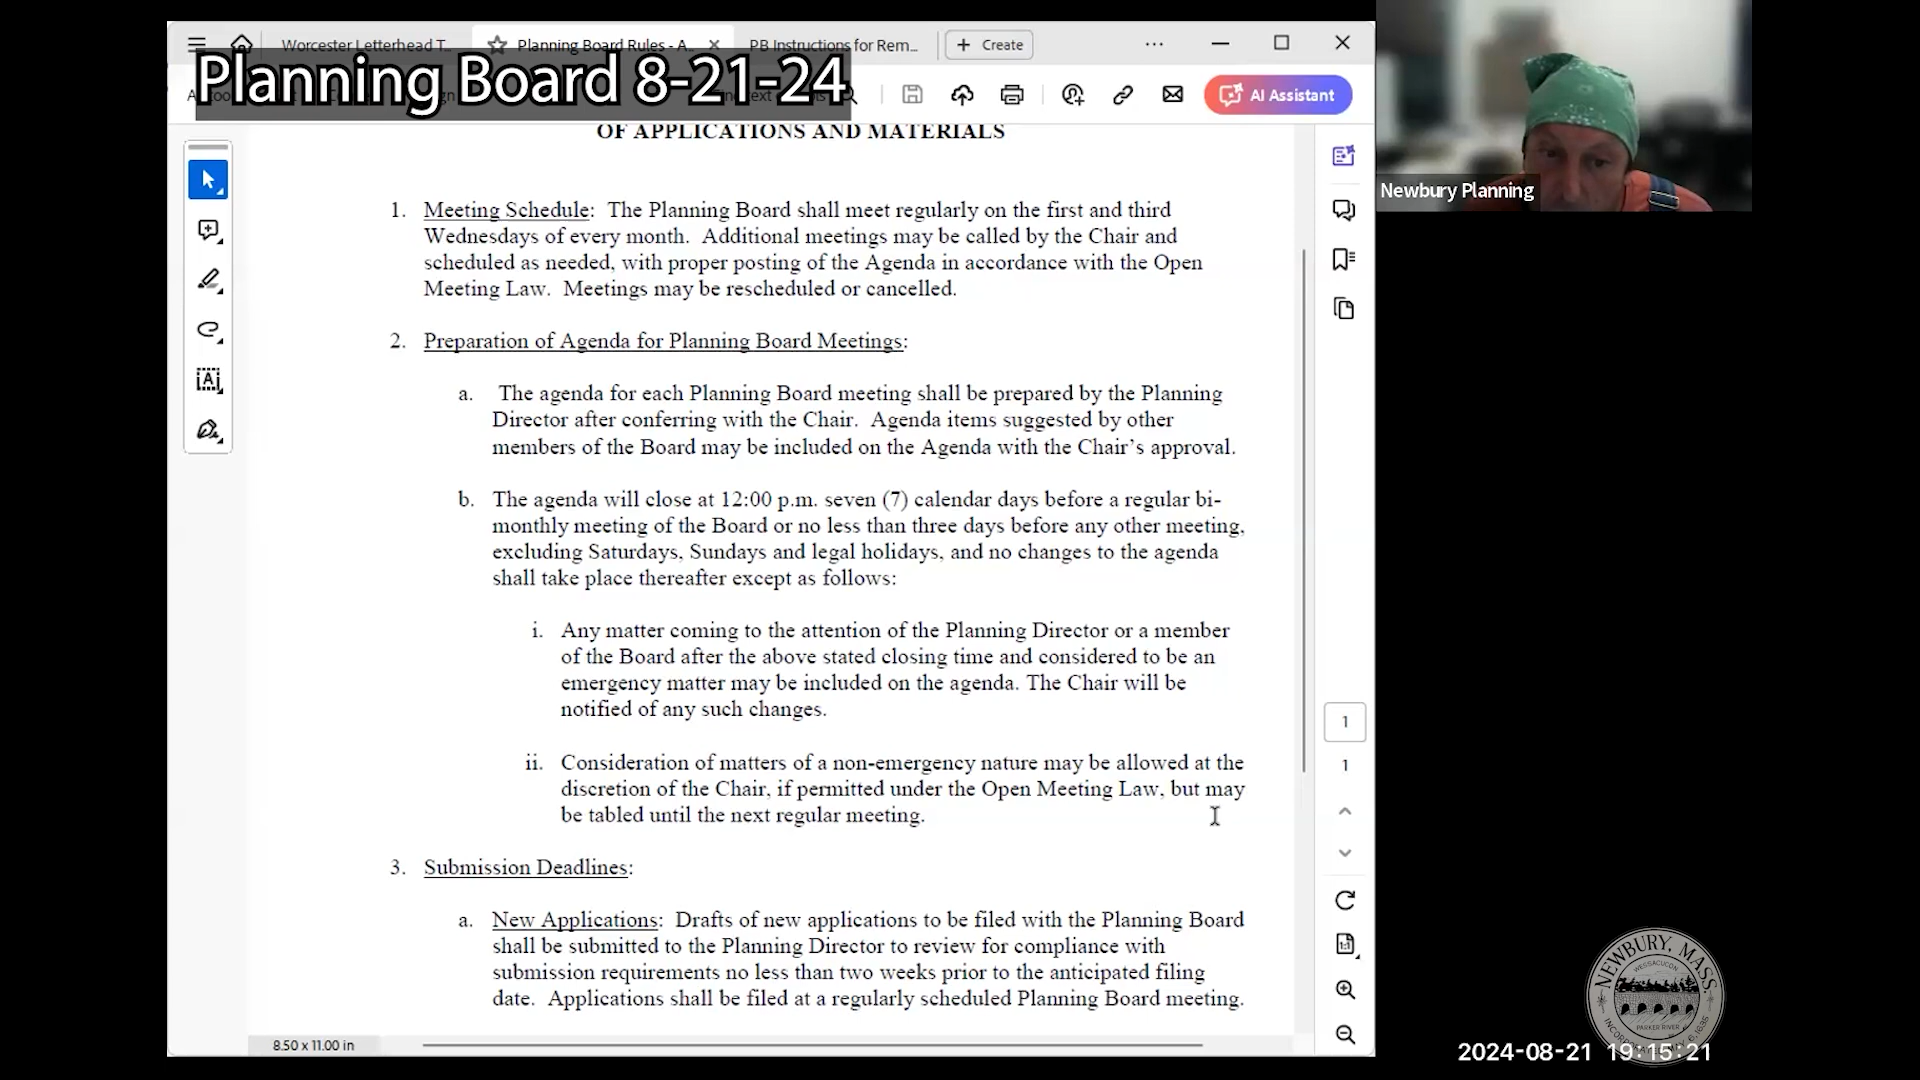 Worcester Letterhead T...
Planning Board Rules - A...
PB Instructions for Rem...
Create
Planning Board 8-21-24
AI Assistant
OF APPLICATIONS AND MATERIALS
1. Meeting Schedule: The Planning Board shall meet regularly on the first and third
Wednesdays of every month. Additional meetings may be called by the Chair and
scheduled as needed, with proper posting of the Agenda in accordance with the Open
Meeting Law. Meetings may be rescheduled or cancelled.
2. Preparation of Agenda for Planning Board Meetings:
a. The agenda for each Planning Board meeting shall be prepared by the Planning
Director after conferring with the Chair. Agenda items suggested by other
members of the Board may be included on the Agenda with the Chair’s approval.
b. The agenda will close at 12:00 p.m. seven (7) calendar days before a regular bi-
monthly meeting of the Board or no less than three days before any other meeting,
excluding Saturdays, Sundays and legal holidays, and no changes to the agenda
shall take place thereafter except as follows:
i. Any matter coming to the attention of the Planning Director or a member
of the Board after the above stated closing time and considered to be an
emergency matter may be included on the agenda. The Chair will be
notified of any such changes.
ii. Consideration of matters of a non-emergency nature may be allowed at the
discretion of the Chair, if permitted under the Open Meeting Law, but may
be tabled until the next regular meeting.
3. Submission Deadlines:
a. New Applications: Drafts of new applications to be filed with the Planning Board
shall be submitted to the Planning Director to review for compliance with
submission requirements no less than two weeks prior to the anticipated filing
date. Applications shall be filed at a regularly scheduled Planning Board meeting.
8.50 x 11.00 in
1
1
Newbury Planning
NEWBURY, MASS.
WESSACUCON
PARKER RIVER
INCORPORATED MAY 6, 1635
2024-08-21 19:15:21